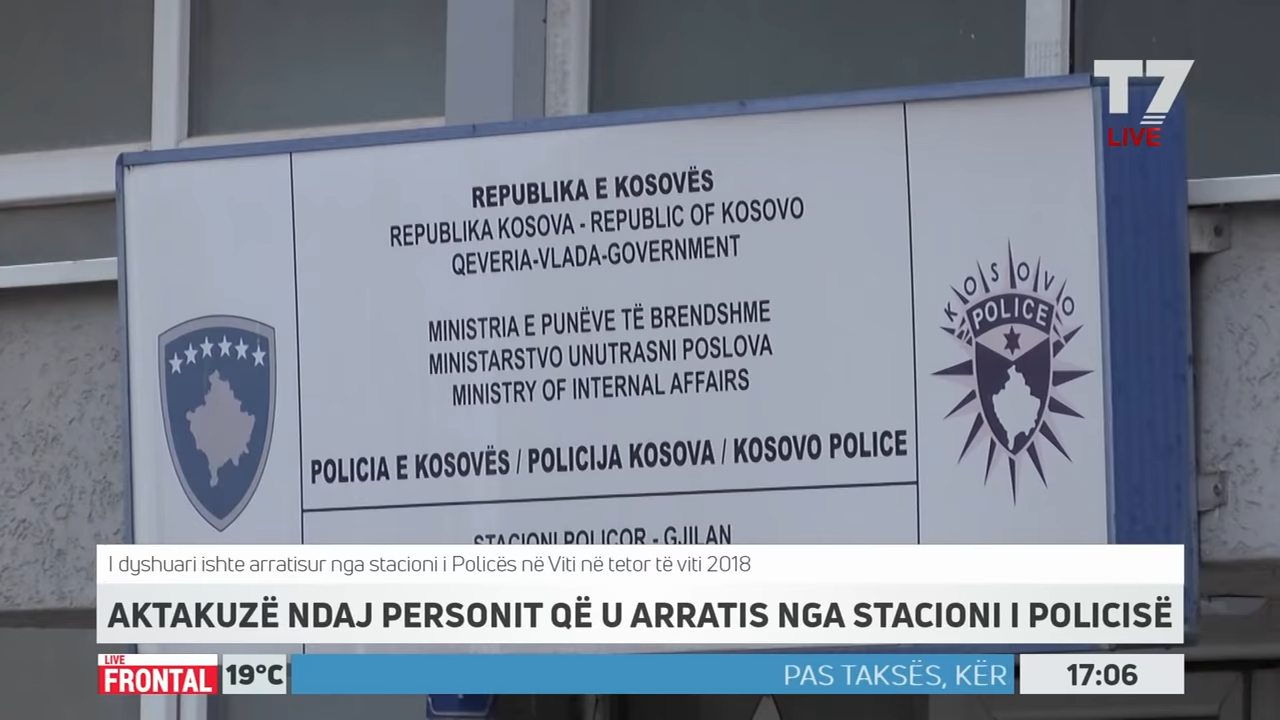 T7
LIVE
REPUBLIKA E KOSOVËS
REPUBLIKA KOSOVA - REPUBLIC OF KOSOVO
QEVERIA-VLADA-GOVERNMENT
MINISTRIA E PUNËVE TË BRENDSHME
MINISTARSTVO UNUTRASNI POSLOVA
MINISTRY OF INTERNAL AFFAIRS
POLICIA E KOSOVËS / POLICIJA KOSOVA / KOSOVO POLICE
STACIONI POLICOR - GJILAN
KOSOVO
POLICE
I dyshuari ishte arratisur nga stacioni i Policës në Viti në tetor të viti 2018
AKTAKUZË NDAJ PERSONIT QË U ARRATIS NGA STACIONI I POLICISË
LIVE
FRONTAL
19°C
PAS TAKSËS, KËR
17:06